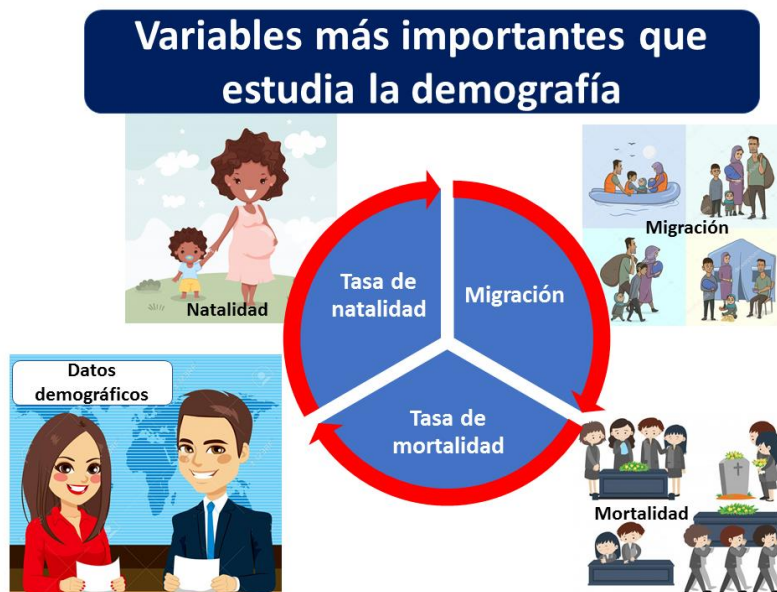 Variables más importantes que
estudia la demografía
Natalidad
Migración
Tasa de
natalidad
Migración
Datos
demográficos
Tasa de
mortalidad
Mortalidad